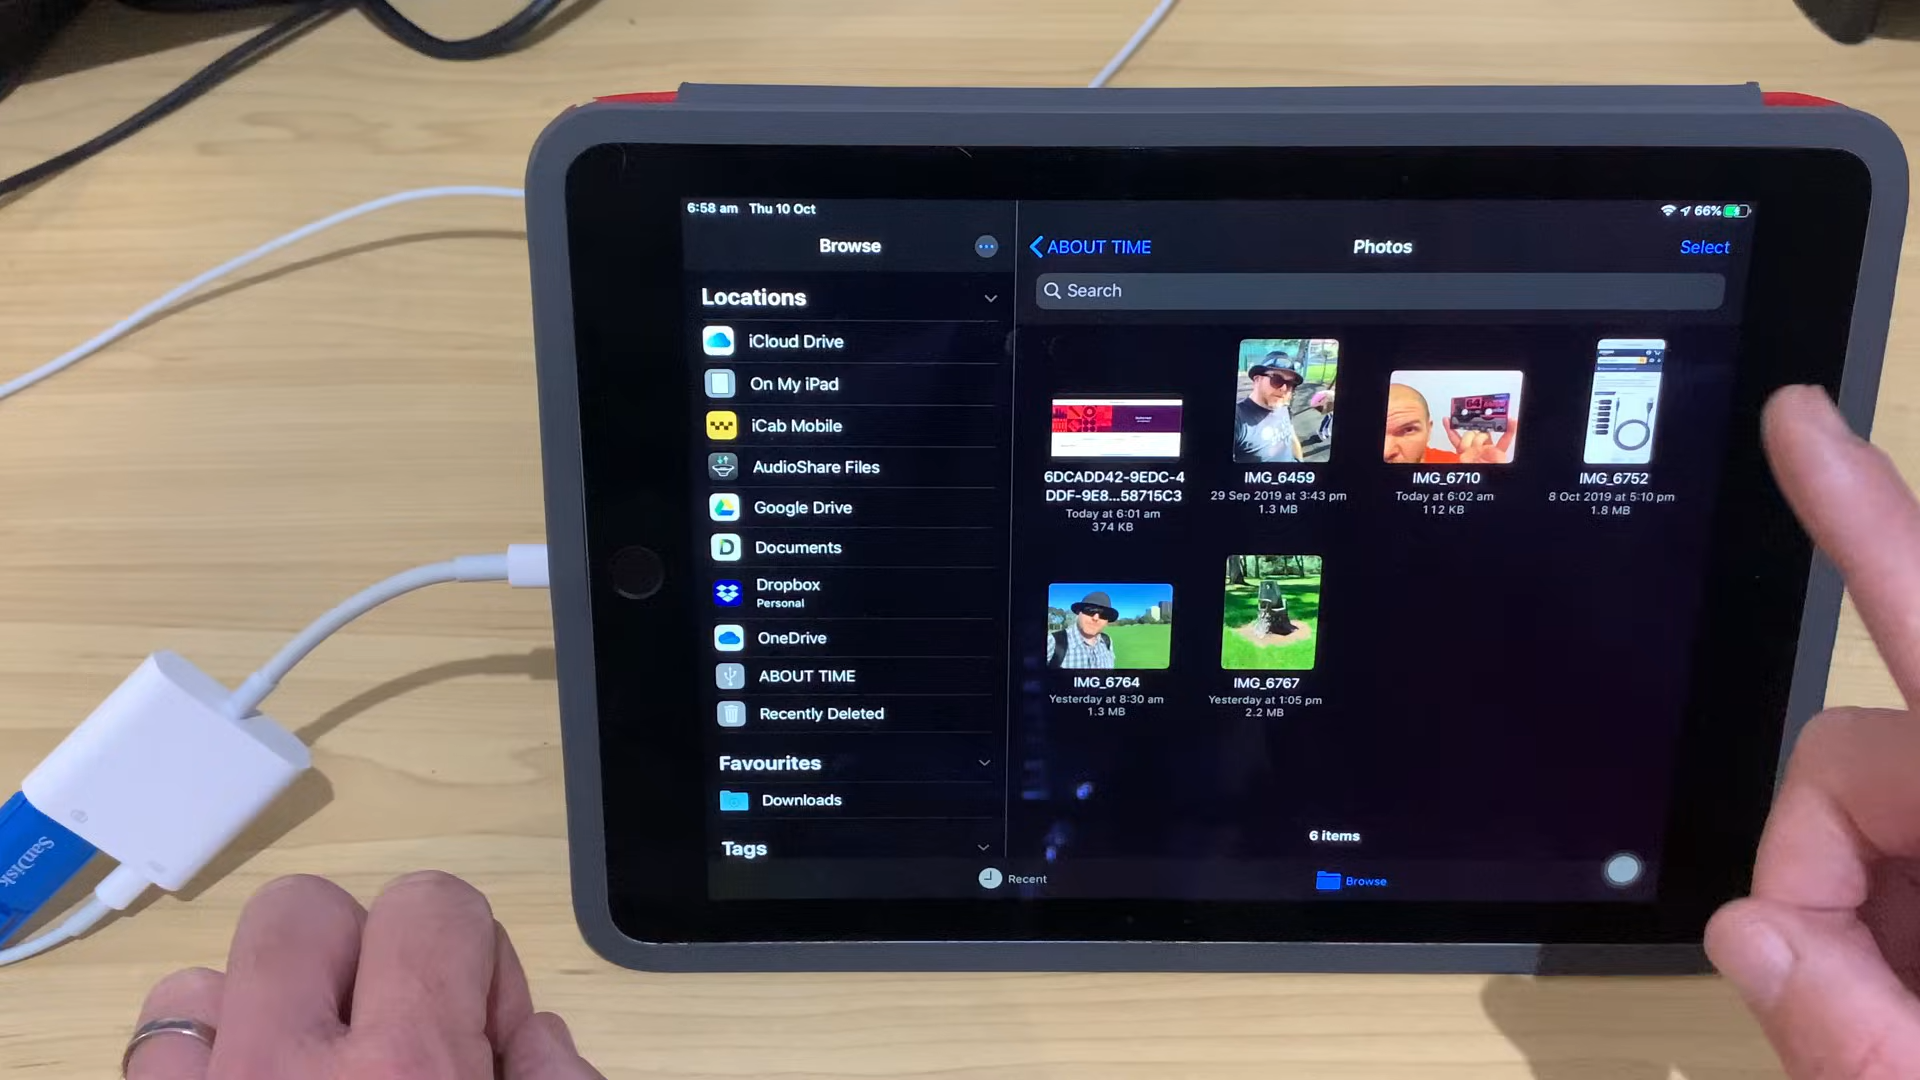 6:58 am Thu 10 Oct
66%
Browse
Locations
iCloud Drive
On My iPad
iCab Mobile
AudioShare Files
Google Drive
Documents
Dropbox
Personal
OneDrive
ABOUT TIME
Recently Deleted
Favourites
Downloads
Tags
ABOUT TIME
Photos
Select
Search
6DCADD42-9EDC-4
DDF-9E8...58715C3
Today at 6:01 am
374 KB
IMG_6459
29 Sep 2019 at 3:43 pm
1.3 MB
IMG_6710
Today at 6:02 am
112 KB
IMG_6752
8 Oct 2019 at 5:10 pm
1.8 MB
IMG_6764
Yesterday at 8:30 am
1.3 MB
IMG_6767
Yesterday at 1:05 pm
2.2 MB
6 items
Recent
Browse
SanDisk